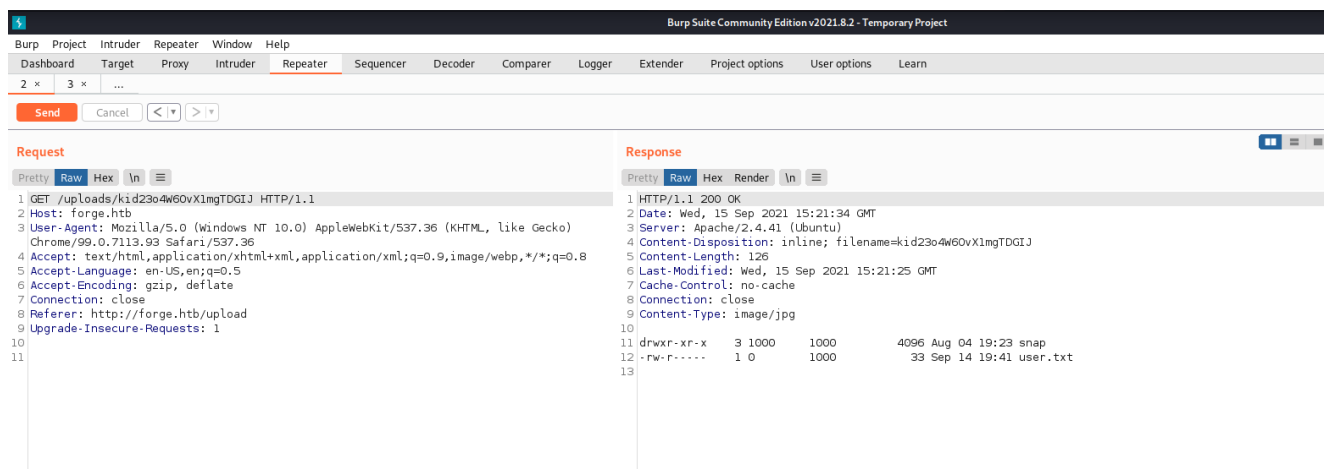 Burp Suite Community Edition v2021.8.2 - Temporary Project
Burp Project Intruder Repeater Window Help
Dashboard Target Proxy Intruder Repeater Sequencer Decoder Comparer Logger Extender Project options User options Learn
2 × 3 × ...
Send Cancel < | ▼ > | ▼
Request
Pretty Raw Hex \n ≡
1 GET /uploads/kid23o4W6OvX1mgTDGIJ HTTP/1.1
2 Host: forge.htb
3 User-Agent: Mozilla/5.0 (Windows NT 10.0) AppleWebKit/537.36 (KHTML, like Gecko)
Chrome/99.0.7113.93 Safari/537.36
4 Accept: text/html,application/xhtml+xml,application/xml;q=0.9,image/webp,*/*;q=0.8
5 Accept-Language: en-US,en;q=0.5
6 Accept-Encoding: gzip, deflate
7 Connection: close
8 Referer: http://forge.htb/upload
9 Upgrade-Insecure-Requests: 1
10
11
Response
Pretty Raw Hex Render \n ≡
1 HTTP/1.1 200 OK
2 Date: Wed, 15 Sep 2021 15:21:34 GMT
3 Server: Apache/2.4.41 (Ubuntu)
4 Content-Disposition: inline; filename=kid23o4W6OvX1mgTDGIJ
5 Content-Length: 126
6 Last-Modified: Wed, 15 Sep 2021 15:21:25 GMT
7 Cache-Control: no-cache
8 Connection: close
9 Content-Type: image/jpg
10
11 drwxr-xr-x 3 1000 1000 4096 Aug 04 19:23 snap
12 -rw-r----- 1 0 1000 33 Sep 14 19:41 user.txt
13